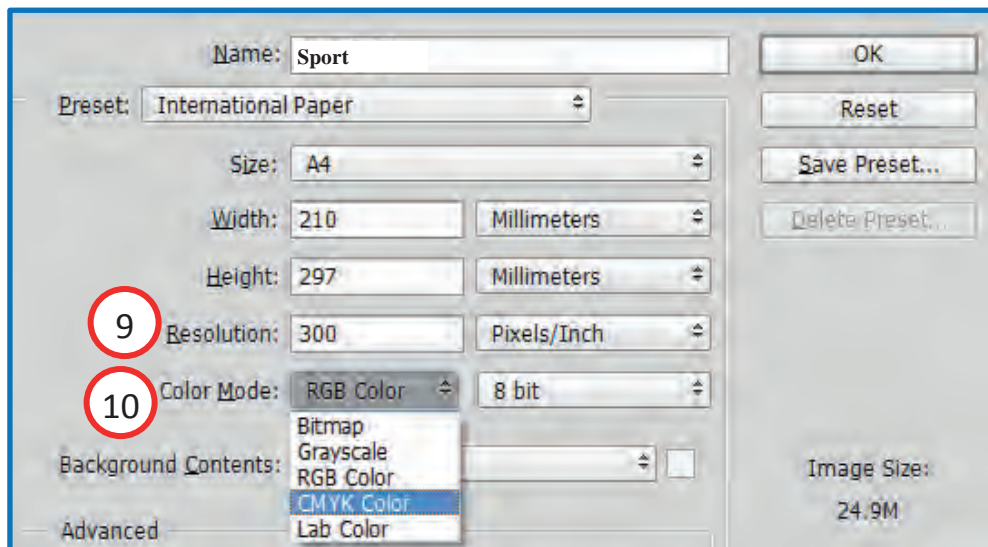 Name: Sport
OK
Preset: International Paper
Reset
Size: A4
Save Preset...
Width: 210 Millimeters
Delete Preset...
Height: 297 Millimeters
9 Resolution: 300 Pixels/Inch
10 Color Mode: RGB Color 8 bit
Bitmap
Grayscale
Background Contents:
RGB Color
Image Size:
CMYK Color
24.9M
Advanced
Lab Color